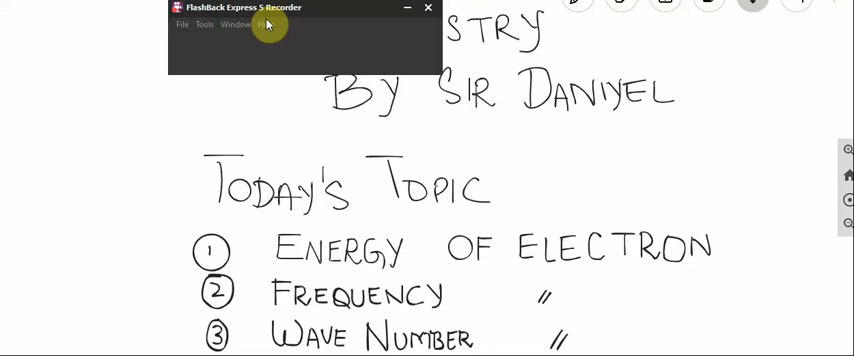 FlashBack Express 5 Recorder
File Tools Window
STRY
By Sir Daniyel
Today's Topic
1 Energy of Electron
2 Frequency "
3 Wave Number "